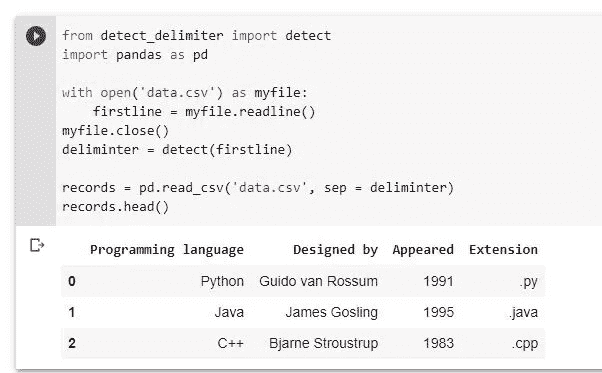 from detect_delimiter import detect
import pandas as pd
with open('data.csv') as myfile:
    firstline = myfile.readline()
myfile.close()
deliminter = detect(firstline)
records = pd.read_csv('data.csv', sep = deliminter)
records.head()
Programming language Designed by Appeared Extension
0 Python Guido van Rossum 1991 .py
1 Java James Gosling 1995 .java
2 C++ Bjarne Stroustrup 1983 .cpp